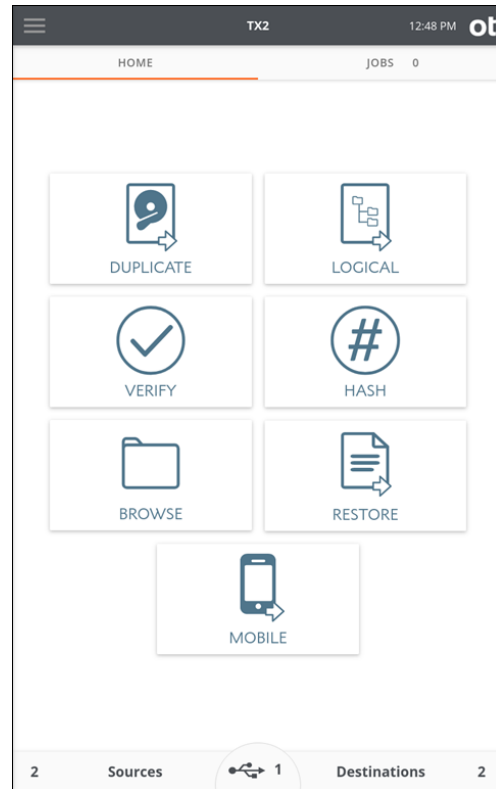 TX2 12:48 PM ot
HOME JOBS 0
DUPLICATE LOGICAL
VERIFY # HASH
BROWSE RESTORE
MOBILE
2 Sources 1 Destinations 2